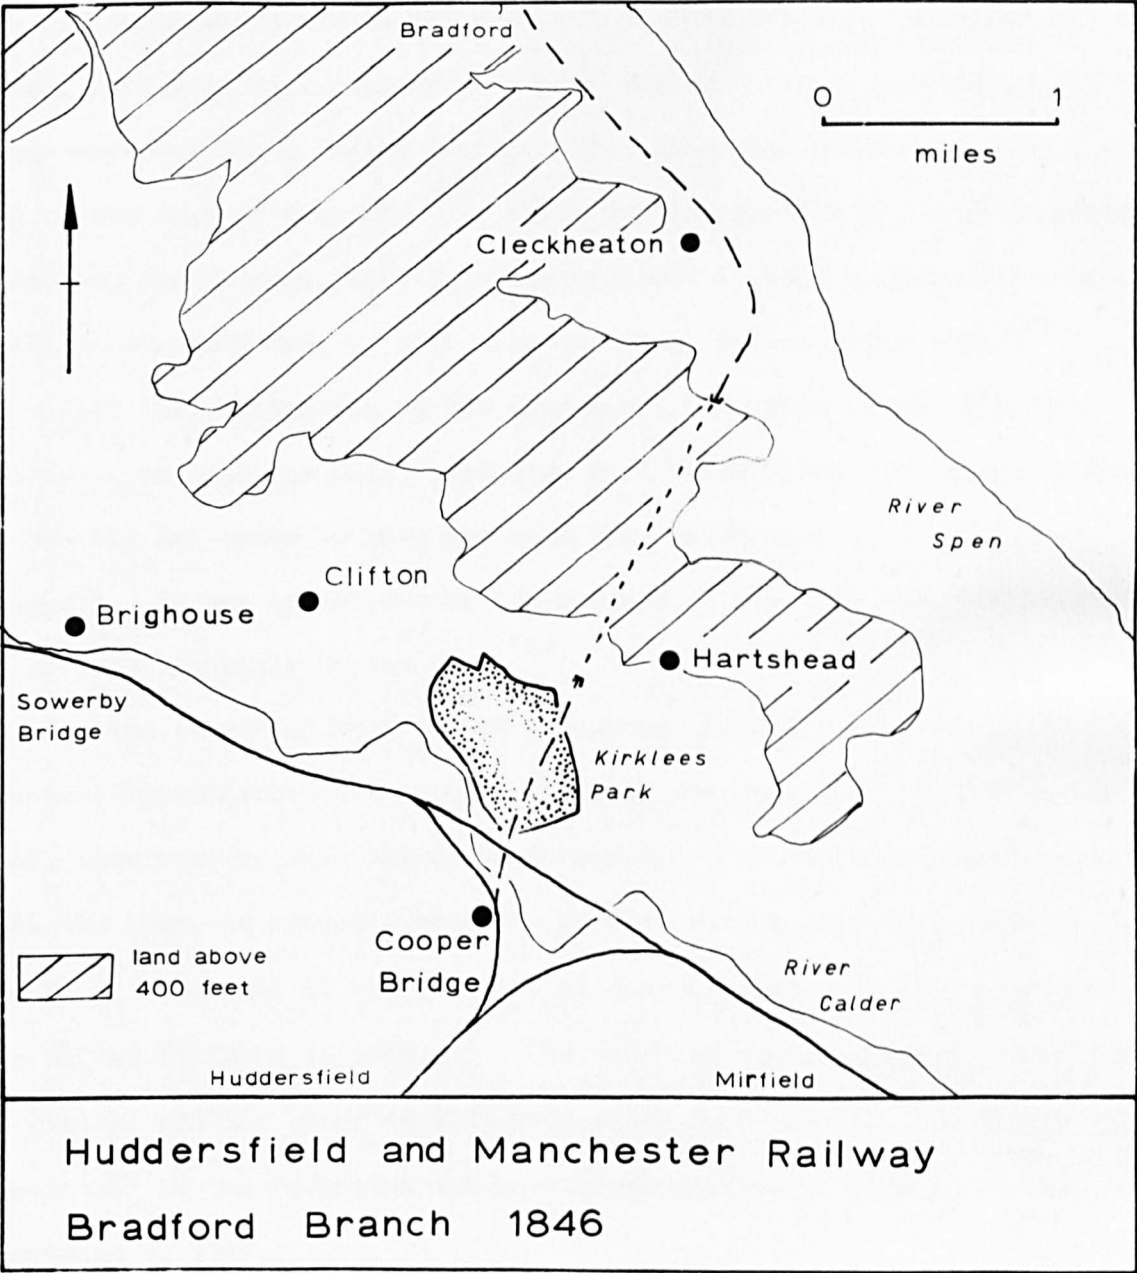 Bradford
0 1
miles
Cleckheaton
River
Spen
Clifton
Brighouse
Hartshead
Sowerby
Bridge
Kirklees
Park
Cooper
Bridge
land above
400 feet
River
Calder
Huddersfield
Mirfield
Huddersfield and Manchester Railway
Bradford Branch 1846